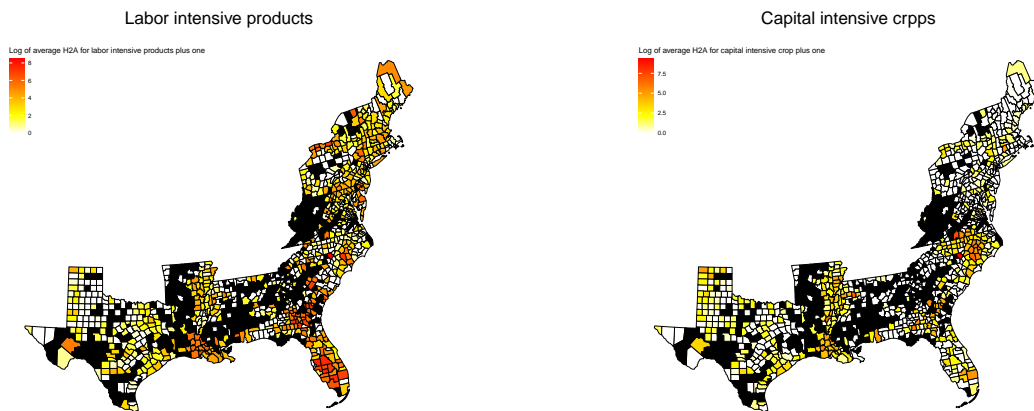 Labor intensive products
Log of average H2A for labor intensive products plus one
8
6
4
2
0
Capital intensive crpps
Log of average H2A for capital intensive crop plus one
7.5
5.0
2.5
0.0